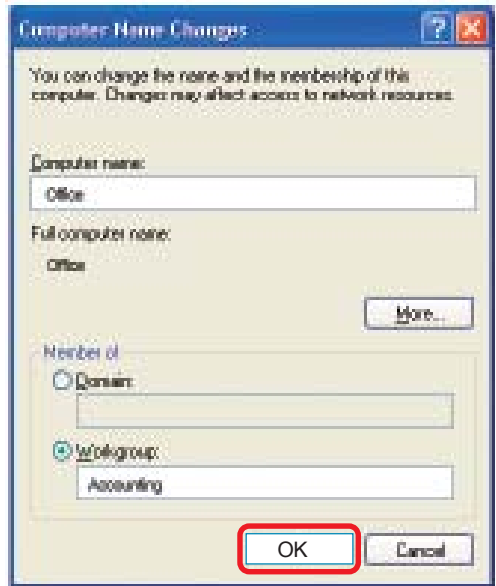 Computer Name Changes
You can change the name and the membership of this
computer. Changes may affect access to network resources.
Computer name:
Office
Full computer name:
Office
More...
Member of
Domain:
Workgroup:
Accounting
OK
Cancel